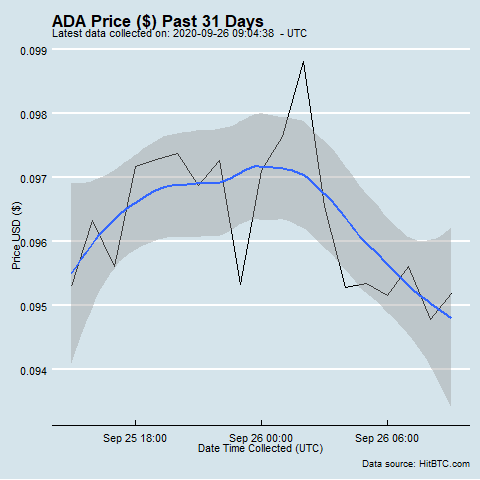 ADA Price ($) Past 31 Days
Latest data collected on: 2020-09-26 09:04:38 - UTC
0.099
0.098
0.097
0.096
0.095
0.094
Price USD ($)
Sep 25 18:00
Sep 26 00:00
Sep 26 06:00
Date Time Collected (UTC)
Data source: HitBTC.com